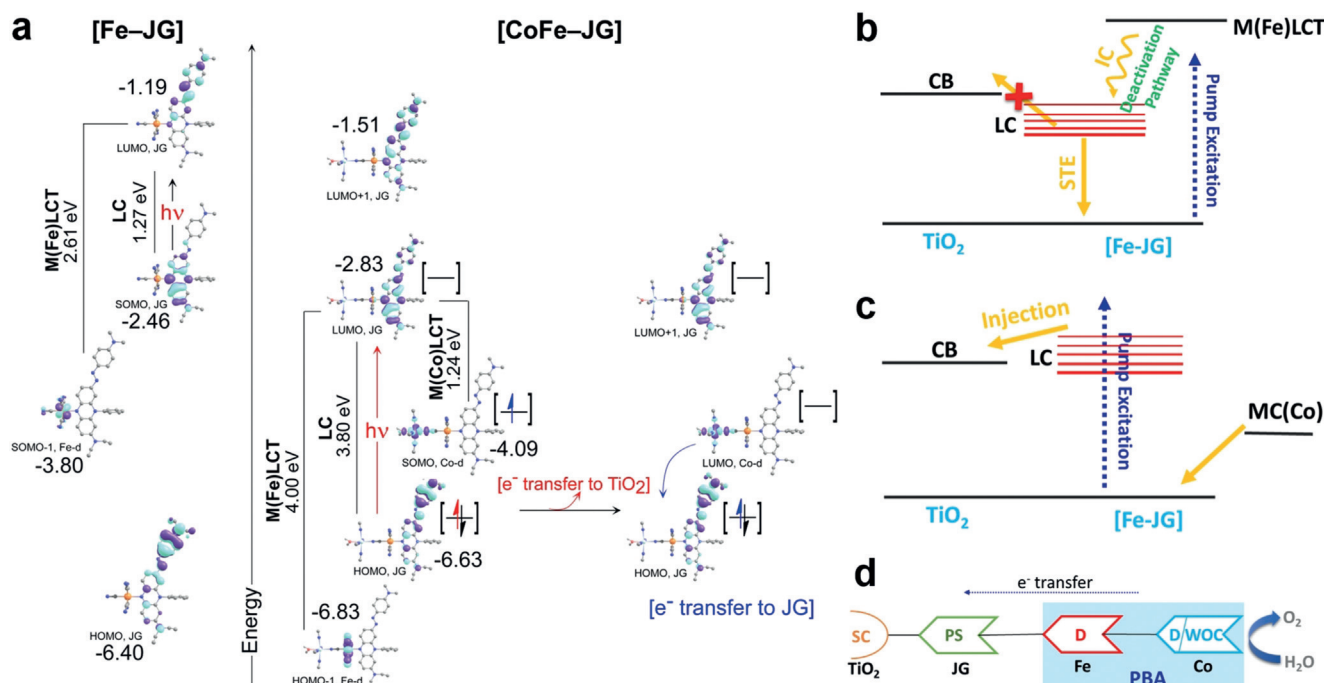 a
[Fe–JG]
-1.19
LUMO, JG
M(Fe)LCT
2.61 eV
LC
1.27 eV
hν
SOMO, JG
-2.46
SOMO-1, Fe-d
-3.80
HOMO, JG
-6.40
Energy
[CoFe–JG]
-1.51
LUMO+1, JG
-2.83
LUMO, JG
M(Fe)LCT
4.00 eV
LC
3.80 eV
hν
M(Co)LCT
1.24 eV
SOMO, Co-d
-4.09
HOMO, JG
-6.63
-6.83
HOMO-1, Fe-d
[e⁻ transfer to TiO₂]
LUMO+1, JG
LUMO, Co-d
HOMO, JG
[e⁻ transfer to JG]
b
M(Fe)LCT
IC
Deactivation
Pathway
Pump Excitation
CB
LC
STE
TiO₂
[Fe-JG]
c
Injection
Pump Excitation
CB
LC
MC(Co)
TiO₂
[Fe-JG]
d
e⁻ transfer
SC
PS
D
D/WOC
O₂
H₂O
TiO₂
JG
Fe
Co
PBA